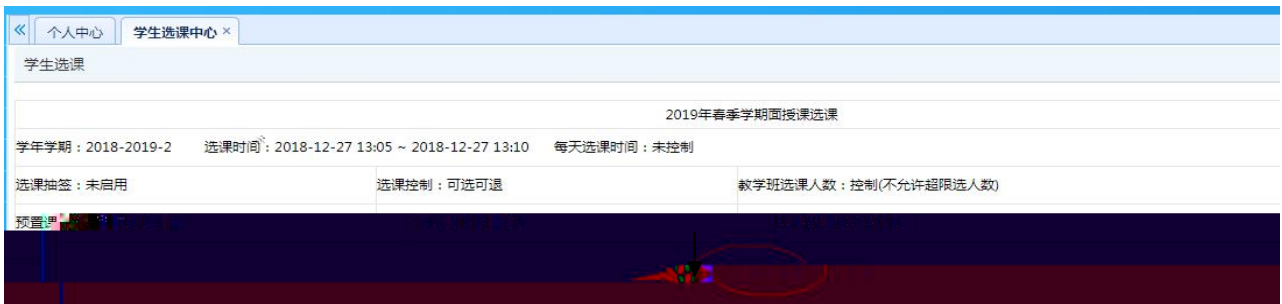 个人中心 学生选课中心 ×
学生选课
2019年春季学期面授课选课
学年学期：2018-2019-2 选课时间：2018-12-27 13:05 ~ 2018-12-27 13:10 每天选课时间：未控制
选课抽签：未启用 选课控制：可选可退 教学班选课人数：控制(不允许超限选人数)
预置课